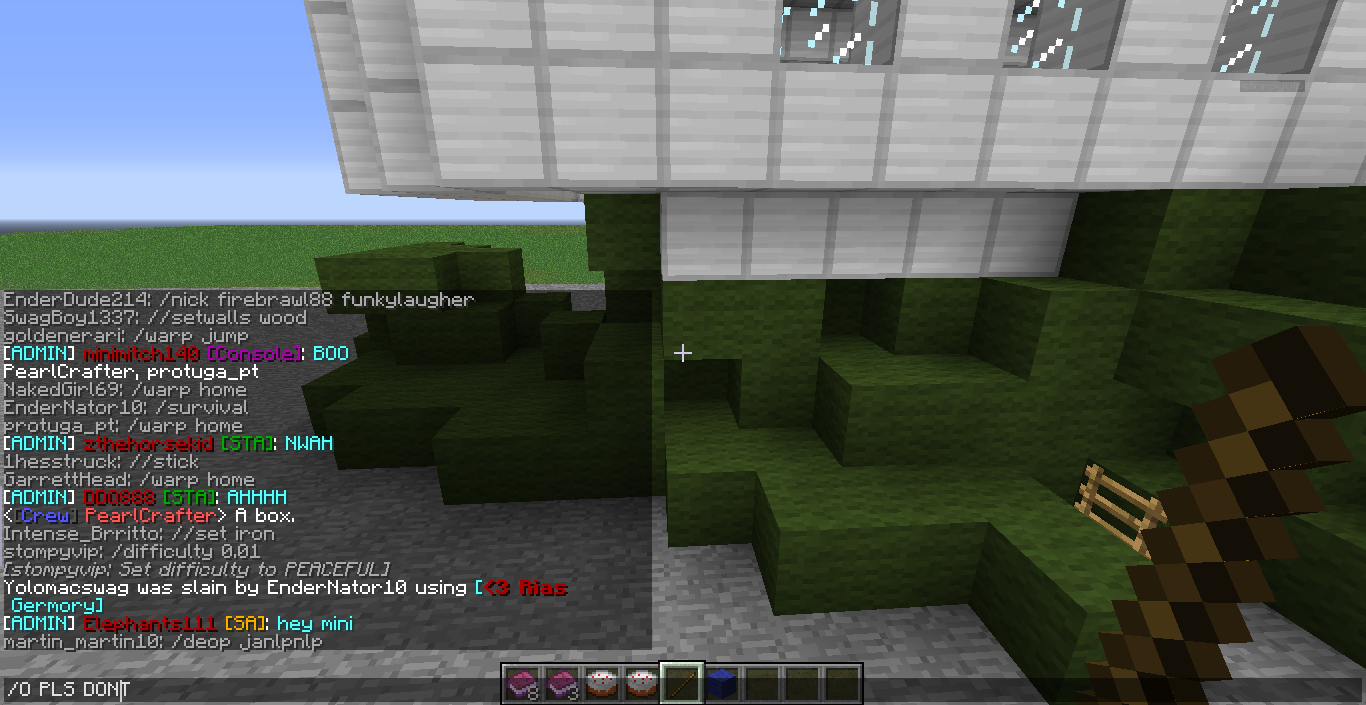 EnderDude214: /nick firebrawl88 funkylaugher
SwagBoy1337: //setwalls wood
goldenerari: /warp jump
[ADMIN] minimitch140 [Console]: BOO
PearlCrafter, protuga_pt
NakedGirl69: /warp home
EnderNator10: /survival
protuga_pt: /warp home
[ADMIN] zthehorsekid [STA]: NWAH
1hesstruck: //stick
GarrettHead: /warp home
[ADMIN] DDO888 [STA]: AHHHH
<[Crew] PearlCrafter> A box.
Intense_Brritto: //set iron
stompyvip: /difficulty 0.01
[stompyvip: Set difficulty to PEACEFUL]
Yolomacswag was slain by EnderNator10 using [<3 Rias
Germory]
[ADMIN] Elephants111 [SA]: hey mini
martin_martin10: /deop janlpnlp
/O PLS DONT
8
3